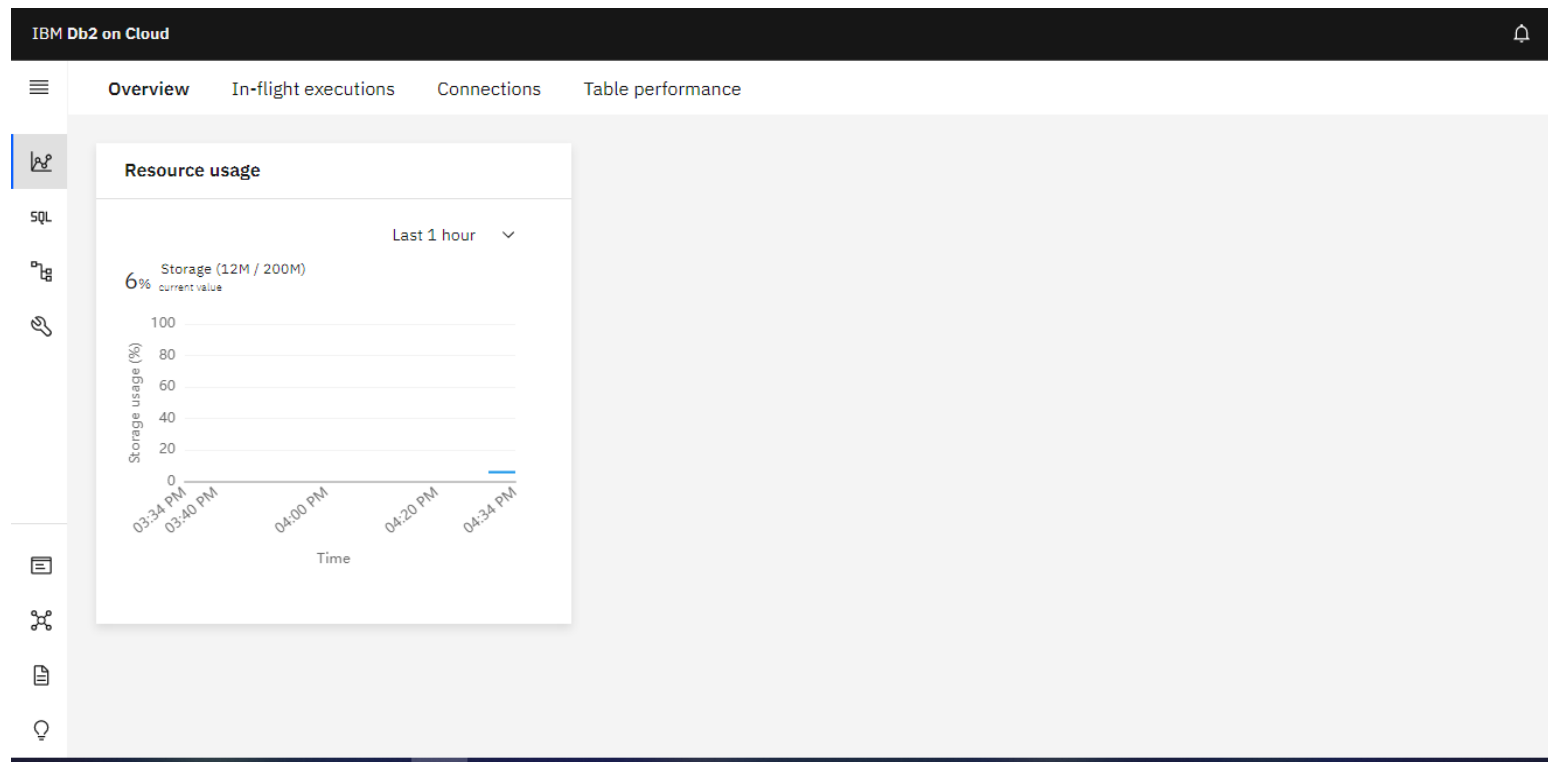 IBM Db2 on Cloud
Overview In-flight executions Connections Table performance
Resource usage
SQL
Last 1 hour
6% Storage (12M / 200M)
current value
100
80
60
40
20
0
Storage usage (%)
03:34 PM 03:40 PM 04:00 PM 04:20 PM 04:34 PM
Time